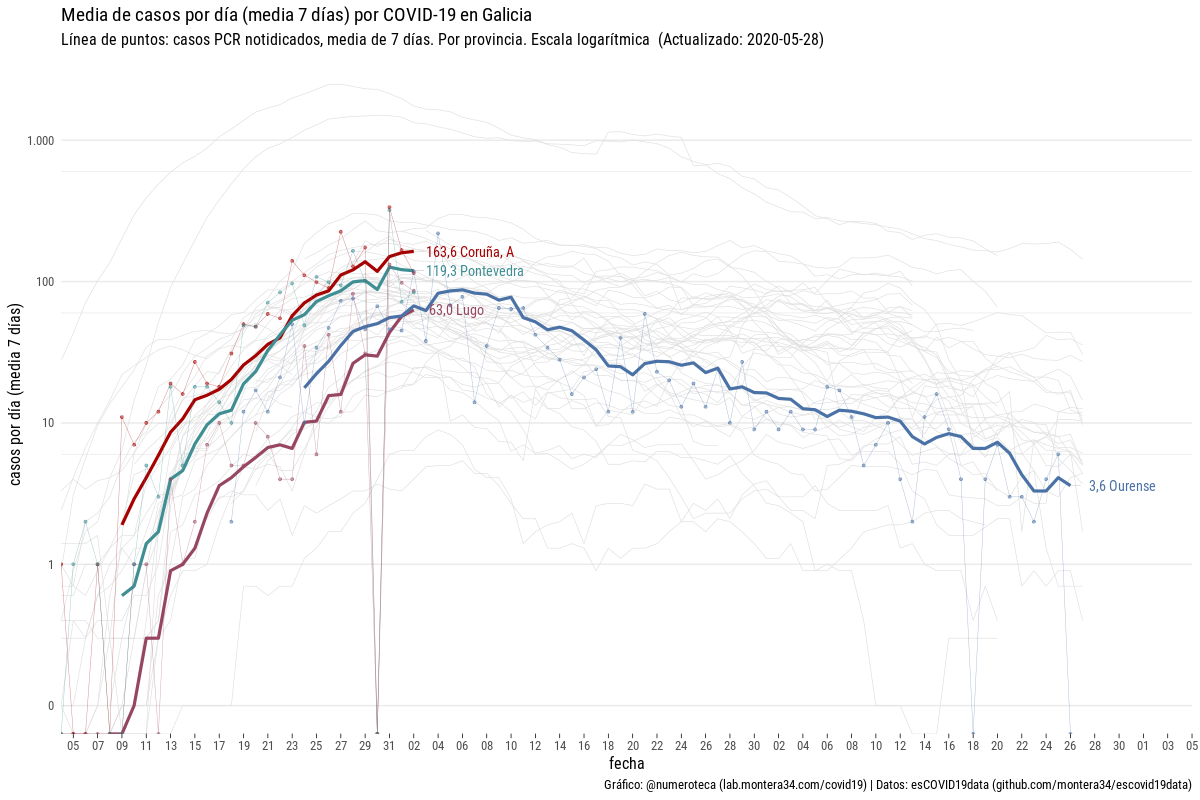 Media de casos por día (media 7 días) por COVID-19 en Galicia
Línea de puntos: casos PCR notidicados, media de 7 días. Por provincia. Escala logarítmica (Actualizado: 2020-05-28)
casos por día (media 7 días)
1.000
100
10
1
0
163,6 Coruña, A
119,3 Pontevedra
63,0 Lugo
3,6 Ourense
05 07 09 11 13 15 17 19 21 23 25 27 29 31 02 04 06 08 10 12 14 16 18 20 22 24 26 28 30 02 04 06 08 10 12 14 16 18 20 22 24 26 28 30 01 03 05
fecha
Gráfico: @numeroteca (lab.montera34.com/covid19) | Datos: esCOVID19data (github.com/montera34/escovid19data)